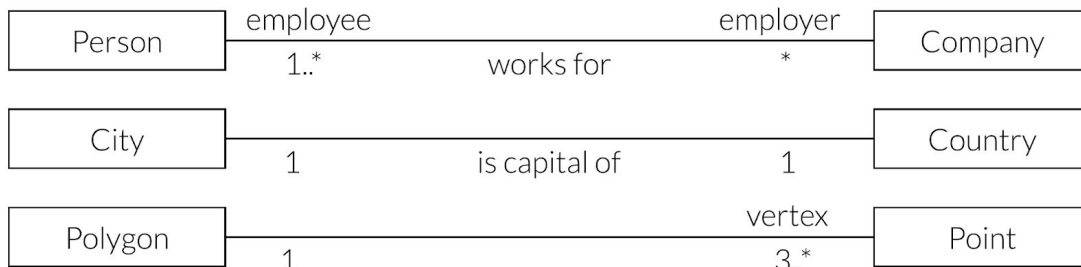 employee employer
Person Company
1..* works for *
City Country
1 is capital of 1
vertex
Polygon Point
1 3..*